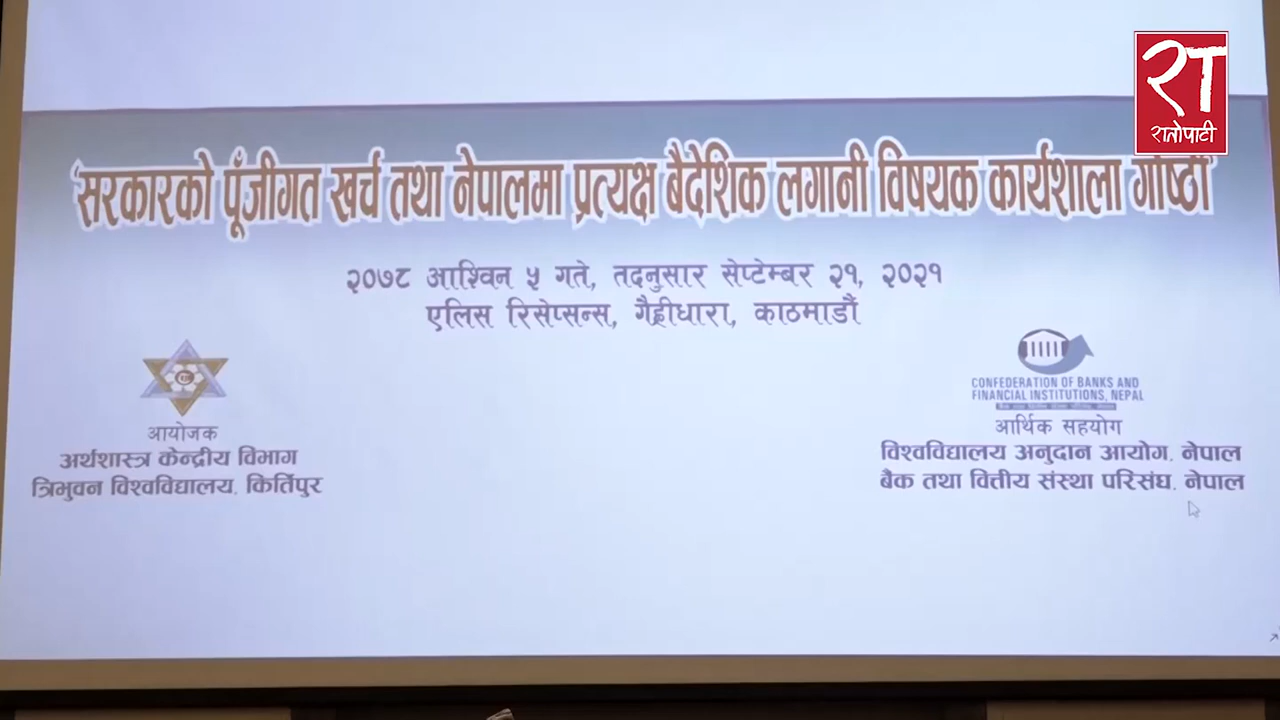 रातोपाटी
'सरकारको पूँजीगत खर्च तथा नेपालमा प्रत्यक्ष बैदेशिक लगानी विषयक कार्यशाला गोष्ठी'
२०७८ आश्विन ५ गते, तदनुसार सेप्टेम्बर २१, २०२१
एलिस रिसेप्सन्स, गैह्रीधारा, काठमाडौं
CONFEDERATION OF BANKS AND
FINANCIAL INSTITUTIONS, NEPAL
आयोजक
अर्थशास्त्र केन्द्रीय विभाग
त्रिभुवन विश्वविद्यालय, किर्तिपुर
आर्थिक सहयोग
विश्वविद्यालय अनुदान आयोग, नेपाल
बैंक तथा वित्तीय संस्था परिसंघ, नेपाल